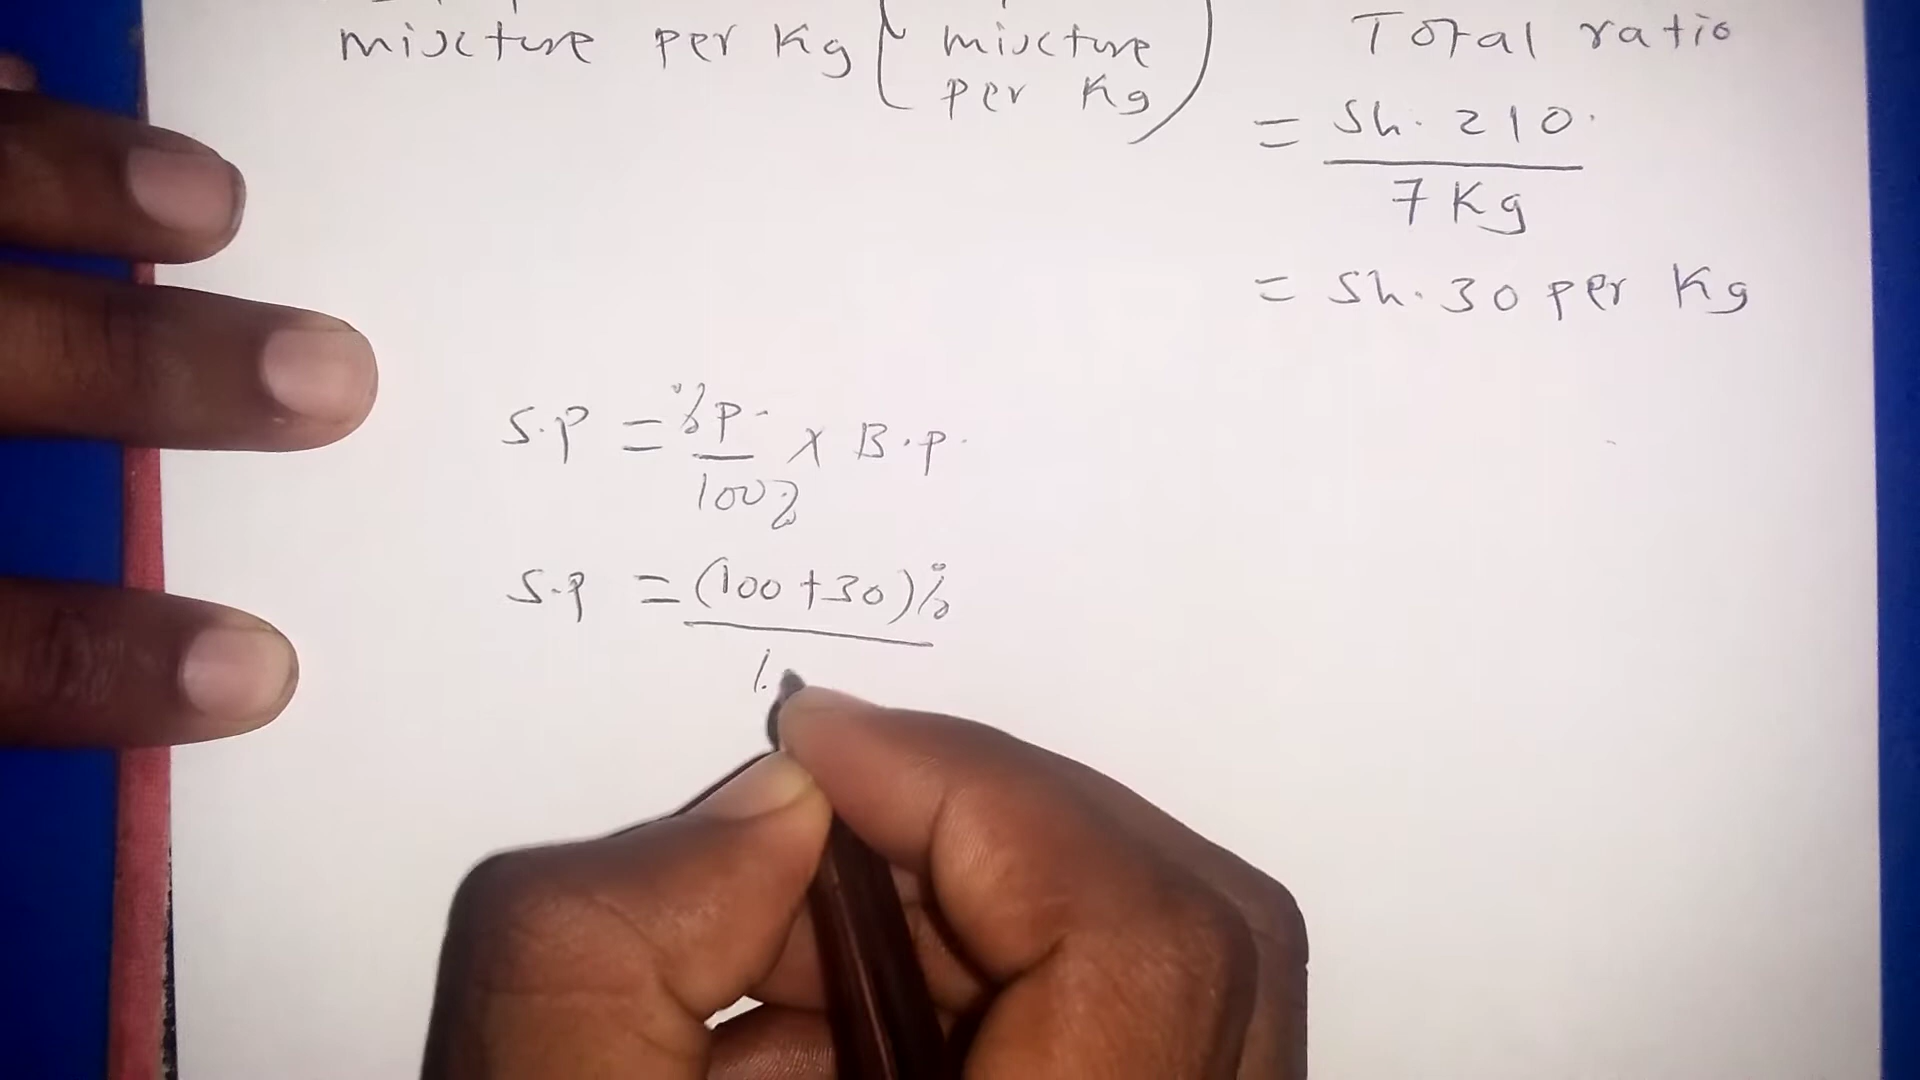 mixture per Kg ( mixture per Kg )
Total ratio
= Sh. 210.
7 Kg
= Sh. 30 per Kg
S.P = %P. x B.P.
100%
S.P = (100 + 30)%
1